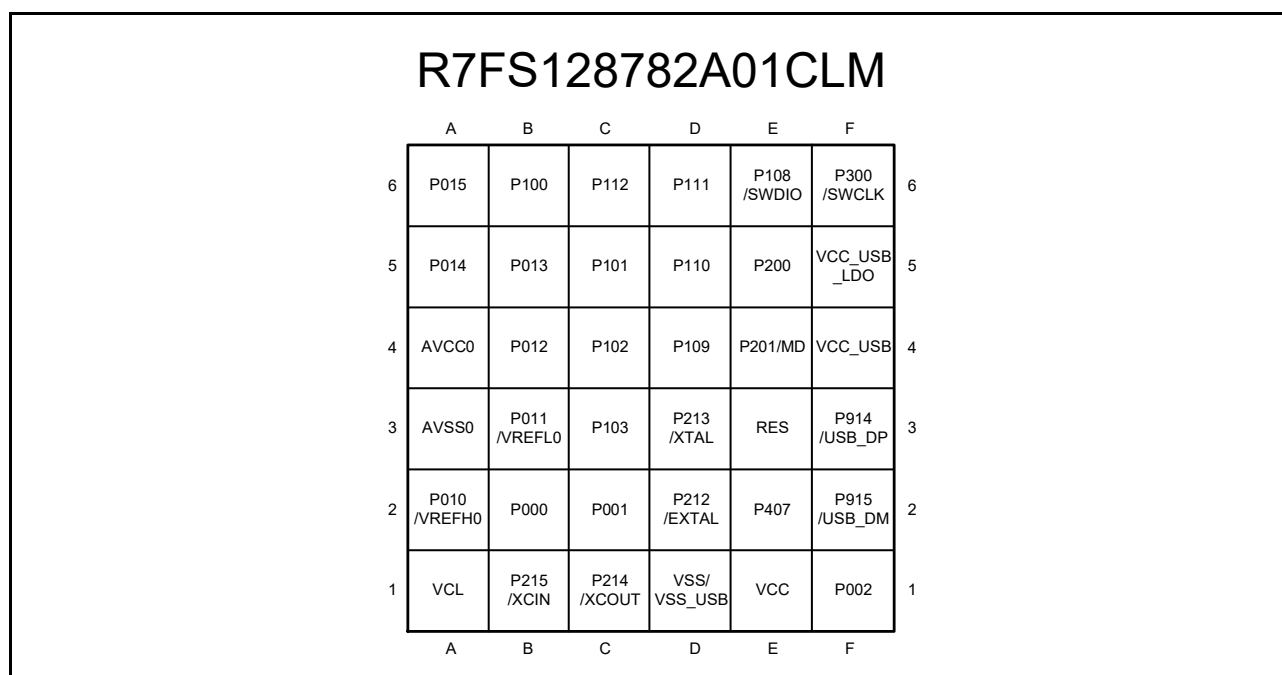 R7FS128782A01CLM
A B C D E F
6 P015 P100 P112 P111 P108 /SWDIO P300 /SWCLK 6
5 P014 P013 P101 P110 P200 VCC_USB _LDO 5
4 AVCC0 P012 P102 P109 P201/MD VCC_USB 4
3 AVSS0 P011 /VREFL0 P103 P213 /XTAL RES P914 /USB_DP 3
2 P010 /VREFH0 P000 P001 P212 /EXTAL P407 P915 /USB_DM 2
1 VCL P215 /XCIN P214 /XCOUT VSS/ VSS_USB VCC P002 1
A B C D E F